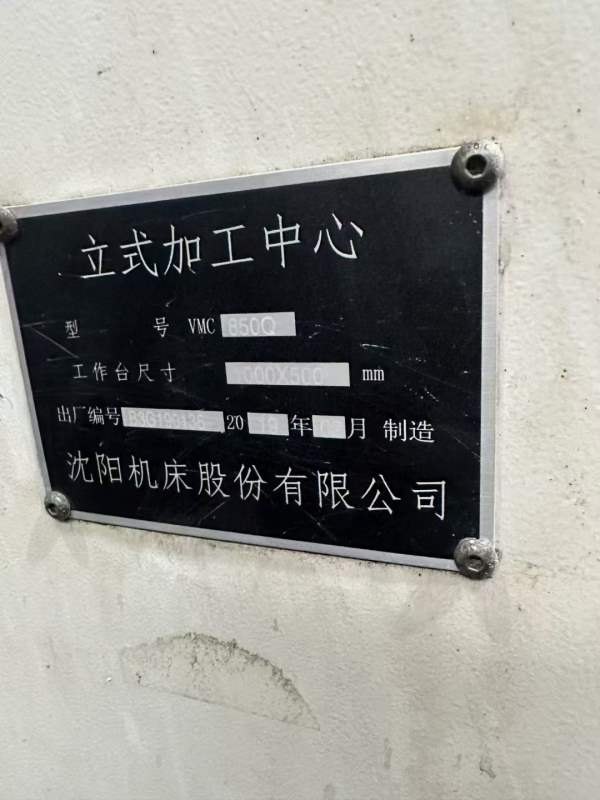 立式加工中心
型 号 VMC 850Q
工作台尺寸 1000X500 mm
出厂编号 20 19 年 月 制造
沈阳机床股份有限公司